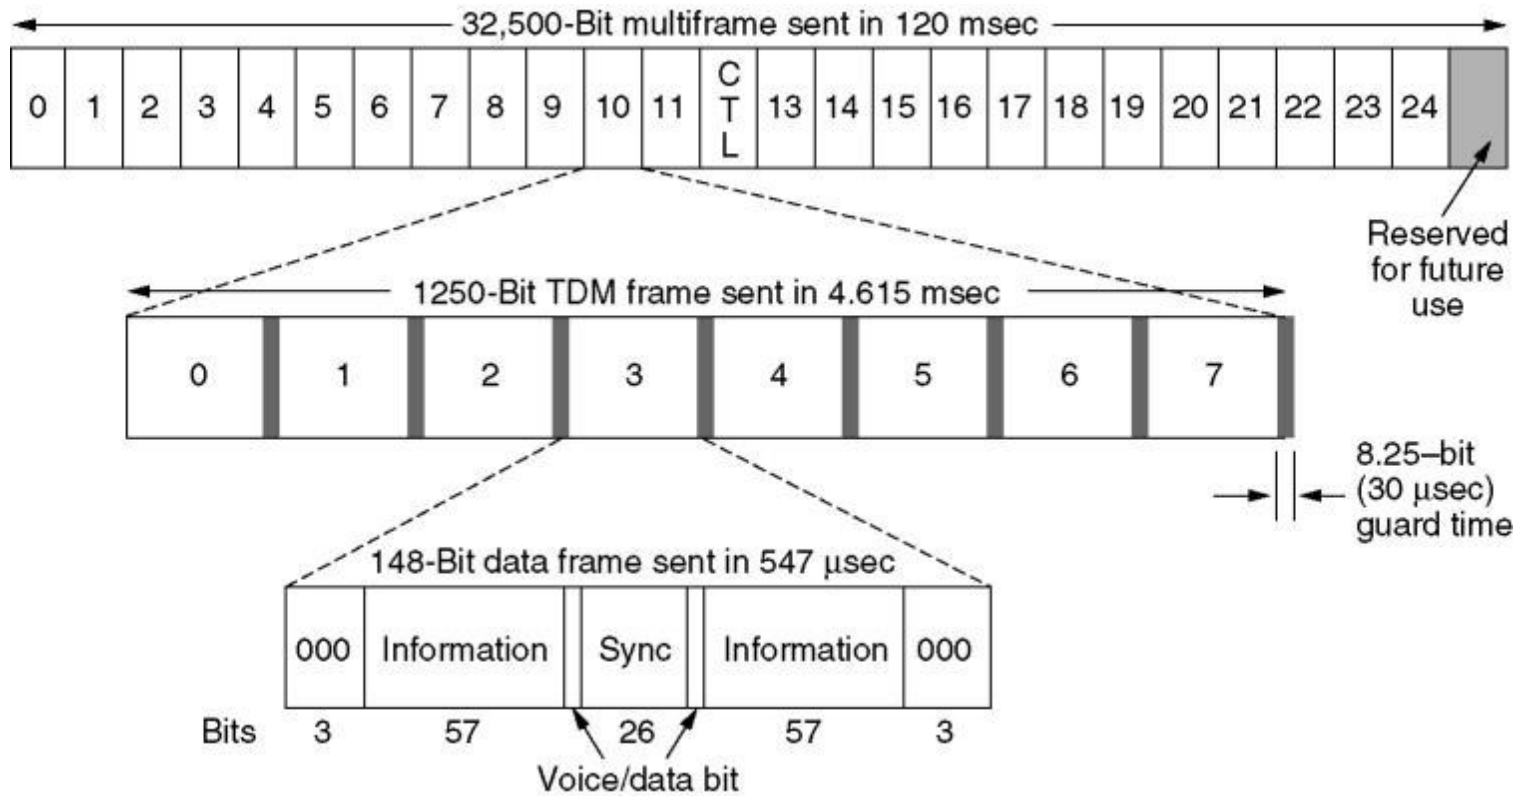 32,500-Bit multiframe sent in 120 msec
0 1 2 3 4 5 6 7 8 9 10 11 CTL 13 14 15 16 17 18 19 20 21 22 23 24
Reserved
for future
use
1250-Bit TDM frame sent in 4.615 msec
0 1 2 3 4 5 6 7
8.25–bit
(30 μsec)
guard time
148-Bit data frame sent in 547 μsec
000 Information Sync Information 000
Bits 3 57 26 57 3
Voice/data bit